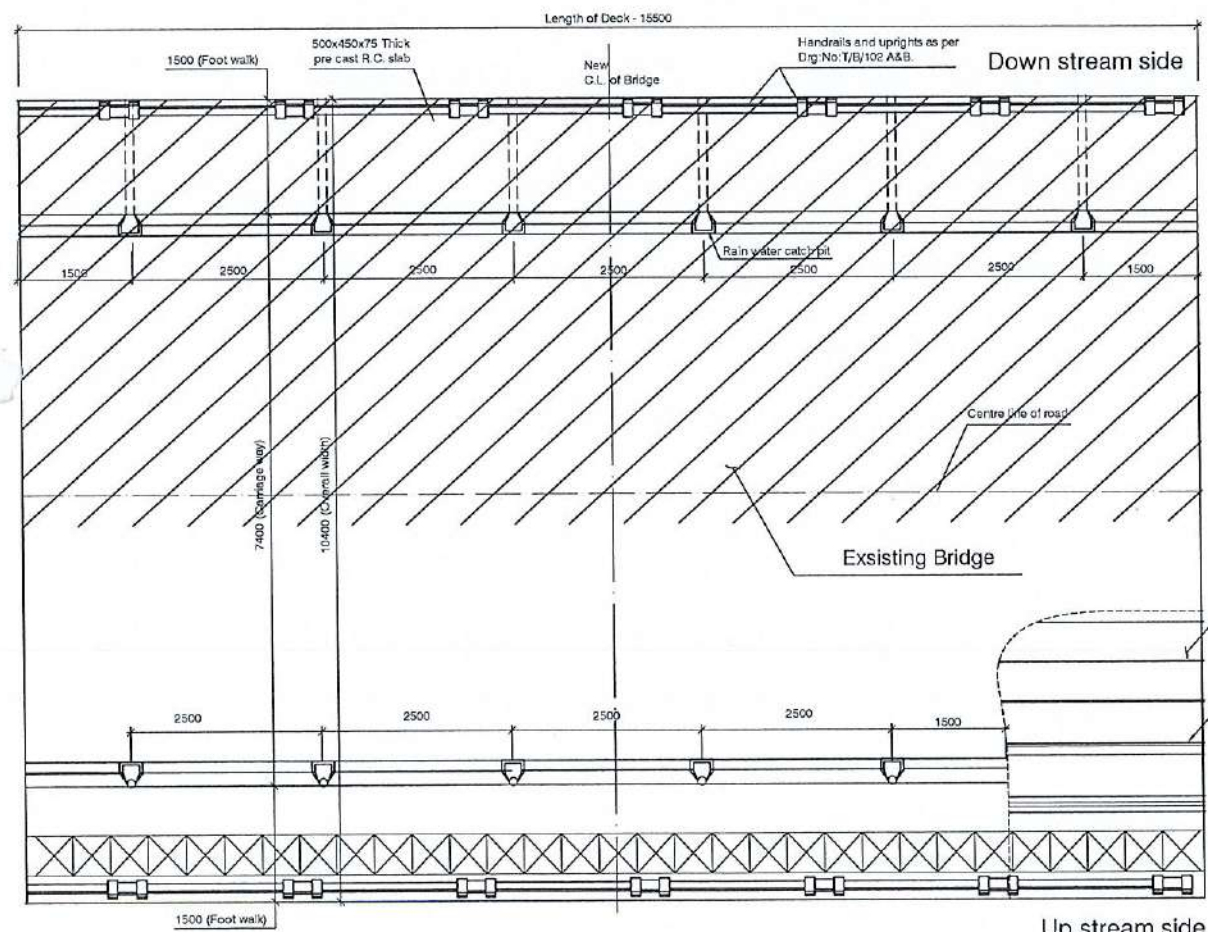 Length of Deck - 15500
500x450x75 Thick
pre cast R.C. slab
1500 (Foot walk)
New
C.L. of Bridge
Handrails and uprights as per
Drg:No:T/B/102 A&B.
Down stream side
Rain water catch pit
1500
2500
2500
2500
2500
2500
1500
Centre line of road
7400 (Carriage way)
10400 (Overall width)
Exsisting Bridge
2500
2500
2500
2500
1500
1500 (Foot walk)
Up stream side